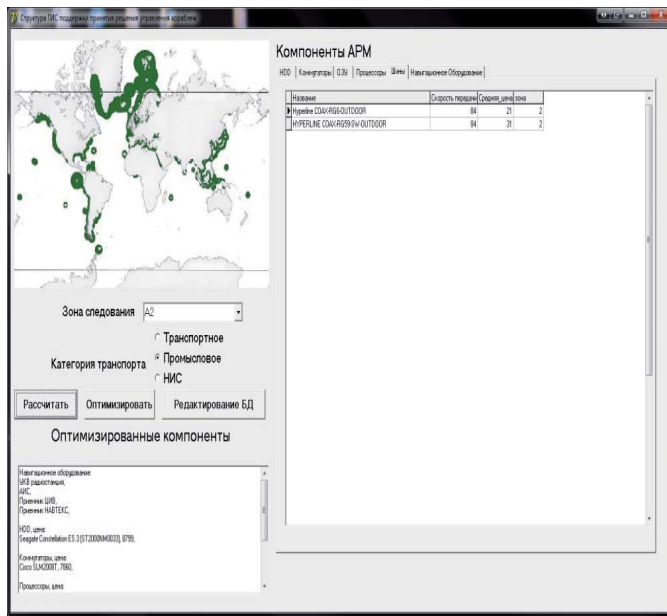 Структура ГИС поддержки принятия решения управления кораблем
Компоненты АРМ
HDD Коммутаторы ОЗУ Процессоры Шины Навигационное Оборудование
Название Скорость передачи Средняя_цена зона
Hyperline COAX-RG6-OUTDOOR 84 21 2
HYPERLINE COAX-RG59-SW-OUTDOOR 84 31 2
Зона следования A2
Транспортное
Категория транспорта Промысловое
НИС
Рассчитать Оптимизировать Редактирование БД
Оптимизированные компоненты
Навигационное оборудование:
УКВ радиостанция,
АИС,
Приемник ЦИВ,
Приемник НАВТЕКС,
HDD, цена:
Seagate Constellation ES.3 [ST2000NM0033], 8799,
Коммутаторы, цена:
Cisco SLM2008T, 7860,
Процессоры, цена: